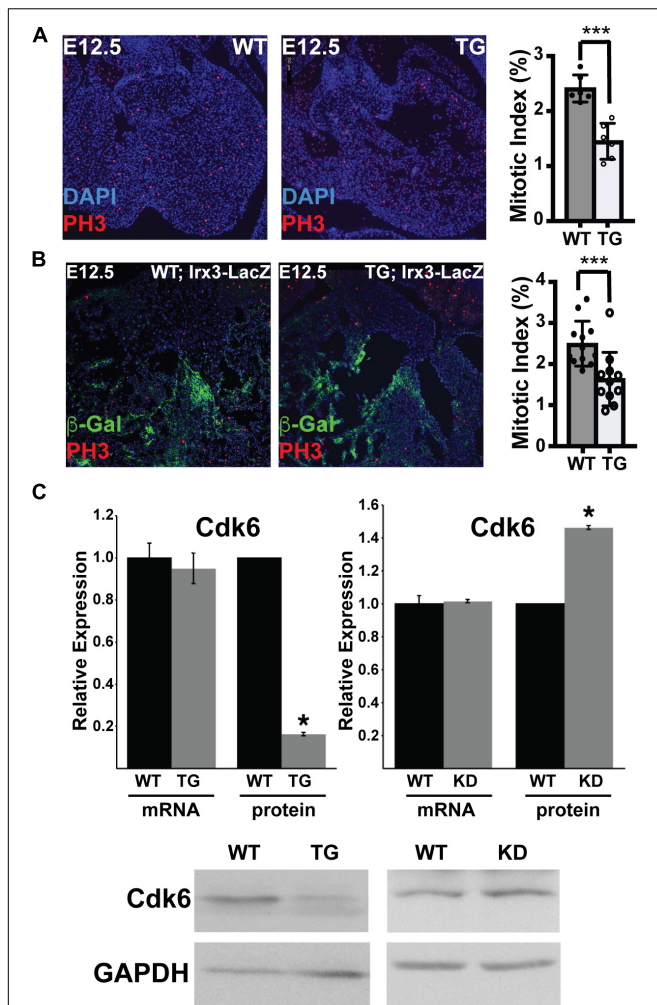 A
E12.5 WT
DAPI
PH3
E12.5 TG
DAPI
PH3
***
Mitotic Index (%)
3
2
1
0
WT TG
B
E12.5 WT; Irx3-LacZ
β-Gal
PH3
E12.5 TG; Irx3-LacZ
β-Gal
PH3
***
Mitotic Index (%)
4
3
2
1
0
WT TG
C
Cdk6
Relative Expression
1.2
1.0
0.8
0.6
0.4
0.2
*
WT TG WT TG
mRNA protein
Cdk6
Relative Expression
1.6
1.4
1.2
1.0
0.8
0.6
0.4
0.2
*
WT KD WT KD
mRNA protein
WT TG WT KD
Cdk6
GAPDH